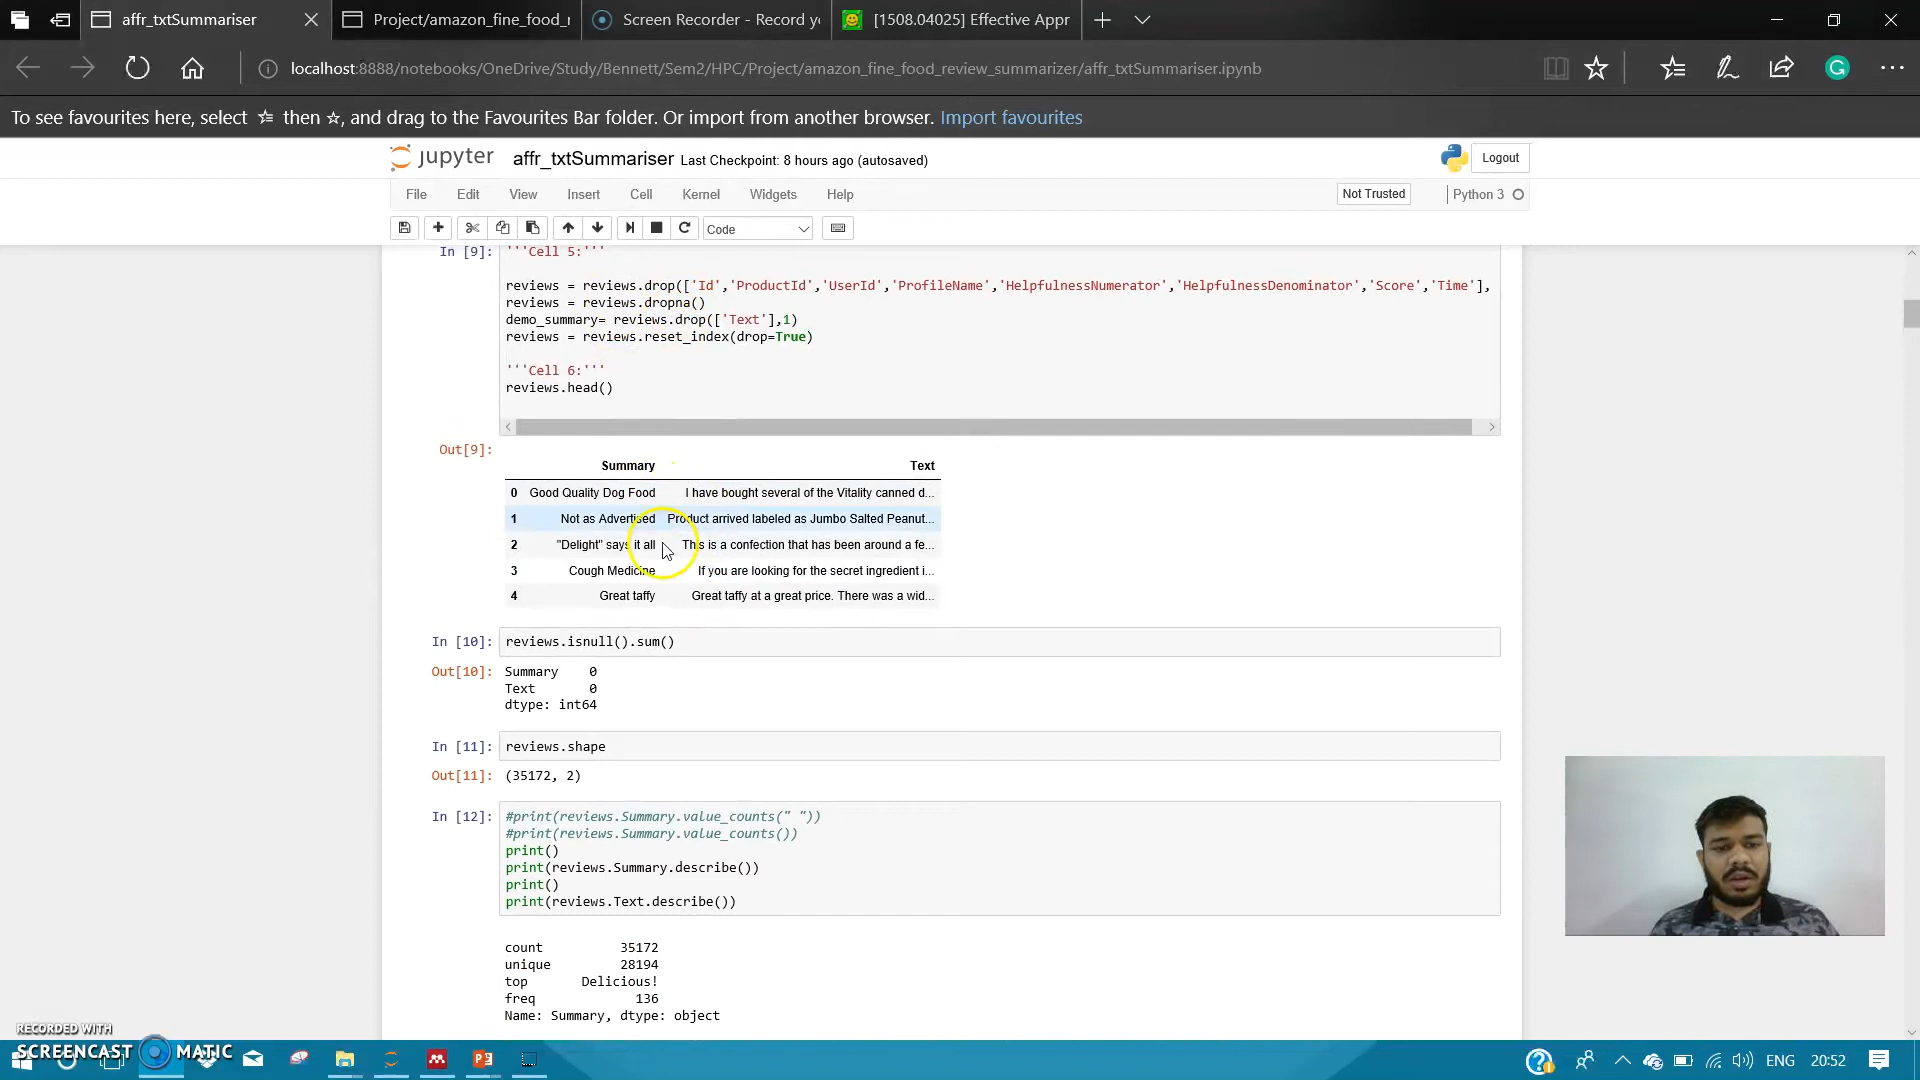 affr_txtSummariser
Project/amazon_fine_food_r
Screen Recorder - Record yo
[1508.04025] Effective Appr
localhost:8888/notebooks/OneDrive/Study/Bennett/Sem2/HPC/Project/amazon_fine_food_review_summarizer/affr_txtSummariser.ipynb
To see favourites here, select then ☆, and drag to the Favourites Bar folder. Or import from another browser. Import favourites
jupyter affr_txtSummariser Last Checkpoint: 8 hours ago (autosaved)
Logout
File Edit View Insert Cell Kernel Widgets Help
Not Trusted
Python 3
Code
In [9]: '''Cell 5:'''
reviews = reviews.drop(['Id','ProductId','UserId','ProfileName','HelpfulnessNumerator','HelpfulnessDenominator','Score','Time'],
reviews = reviews.dropna()
demo_summary= reviews.drop(['Text'],1)
reviews = reviews.reset_index(drop=True)
'''Cell 6:'''
reviews.head()
Out[9]:
Summary Text
0 Good Quality Dog Food I have bought several of the Vitality canned d...
1 Not as Advertised Product arrived labeled as Jumbo Salted Peanut...
2 "Delight" says it all This is a confection that has been around a fe...
3 Cough Medicine If you are looking for the secret ingredient i...
4 Great taffy Great taffy at a great price. There was a wid...
In [10]: reviews.isnull().sum()
Out[10]: Summary 0
Text 0
dtype: int64
In [11]: reviews.shape
Out[11]: (35172, 2)
In [12]: #print(reviews.Summary.value_counts(" "))
#print(reviews.Summary.value_counts())
print()
print(reviews.Summary.describe())
print()
print(reviews.Text.describe())
count 35172
unique 28194
top Delicious!
freq 136
Name: Summary, dtype: object
RECORDED WITH
SCREENCAST MATIC
ENG 20:52